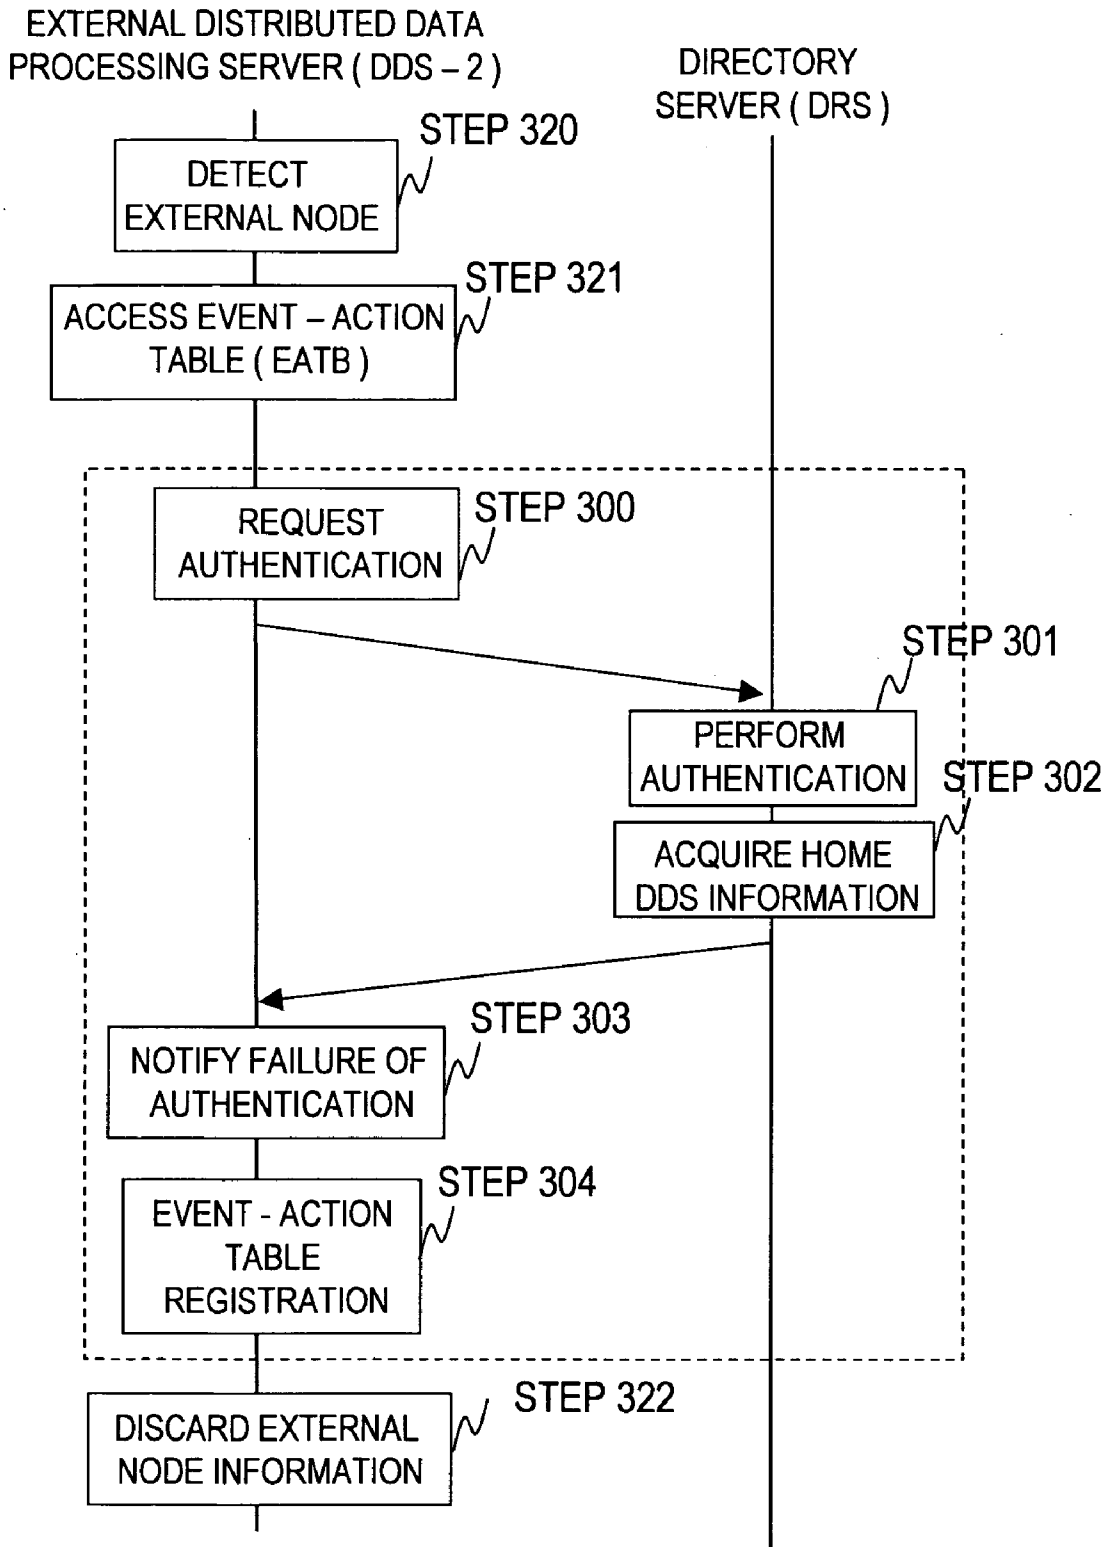 EXTERNAL DISTRIBUTED DATA
PROCESSING SERVER ( DDS – 2 )
DIRECTORY
SERVER ( DRS )
STEP 320
DETECT
EXTERNAL NODE
STEP 321
ACCESS EVENT – ACTION
TABLE ( EATB )
STEP 300
REQUEST
AUTHENTICATION
STEP 301
PERFORM
AUTHENTICATION
STEP 302
ACQUIRE HOME
DDS INFORMATION
STEP 303
NOTIFY FAILURE OF
AUTHENTICATION
STEP 304
EVENT - ACTION
TABLE
REGISTRATION
STEP 322
DISCARD EXTERNAL
NODE INFORMATION